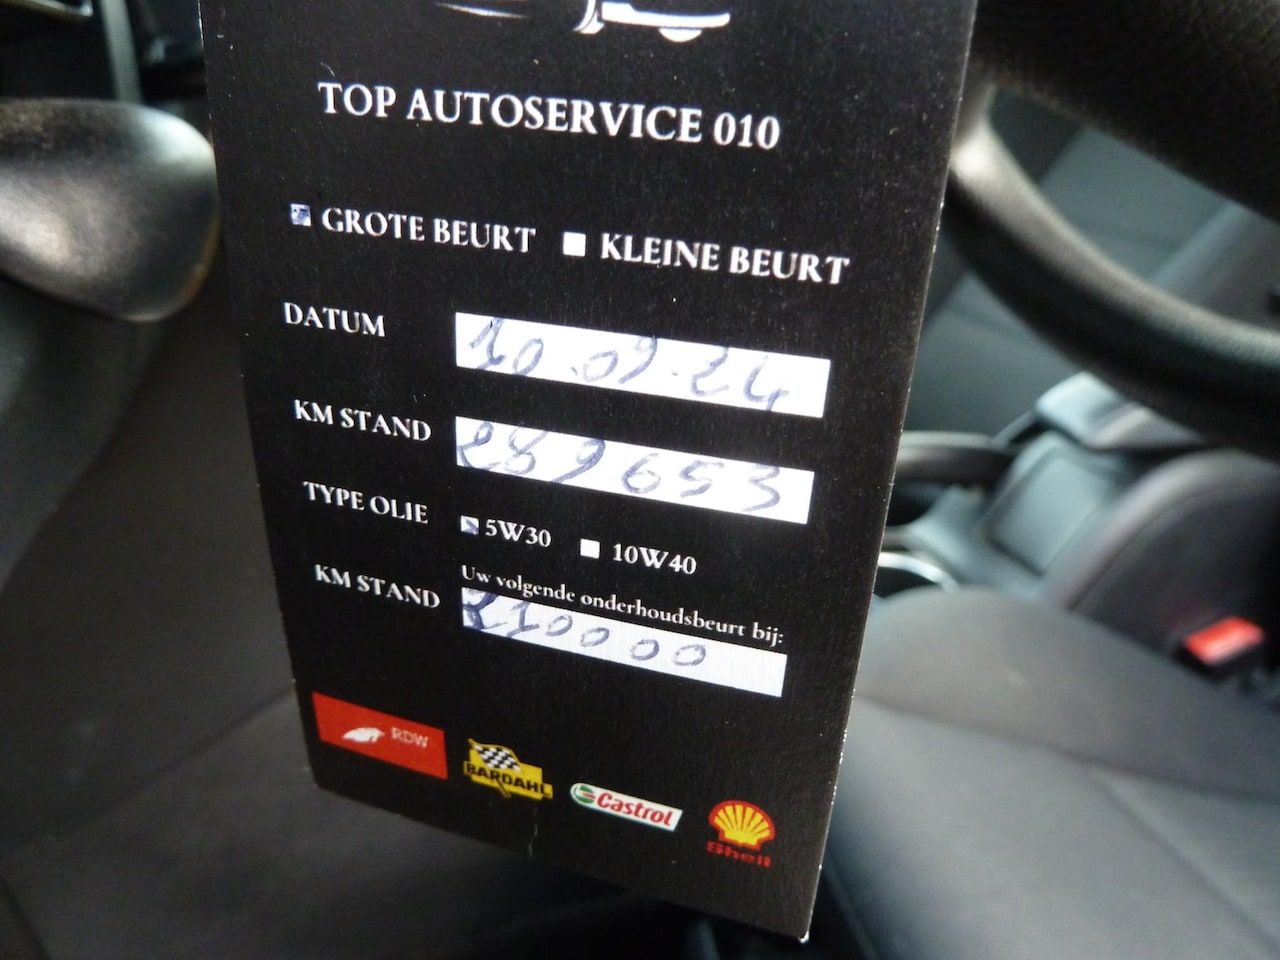 TOP AUTOSERVICE 010
GROTE BEURT KLEINE BEURT
DATUM 10.09.24
KM STAND 289653
TYPE OLIE 5W30 10W40
Uw volgende onderhoudsbeurt bij:
KM STAND
RDW
BARDAHL
Castrol
Shell